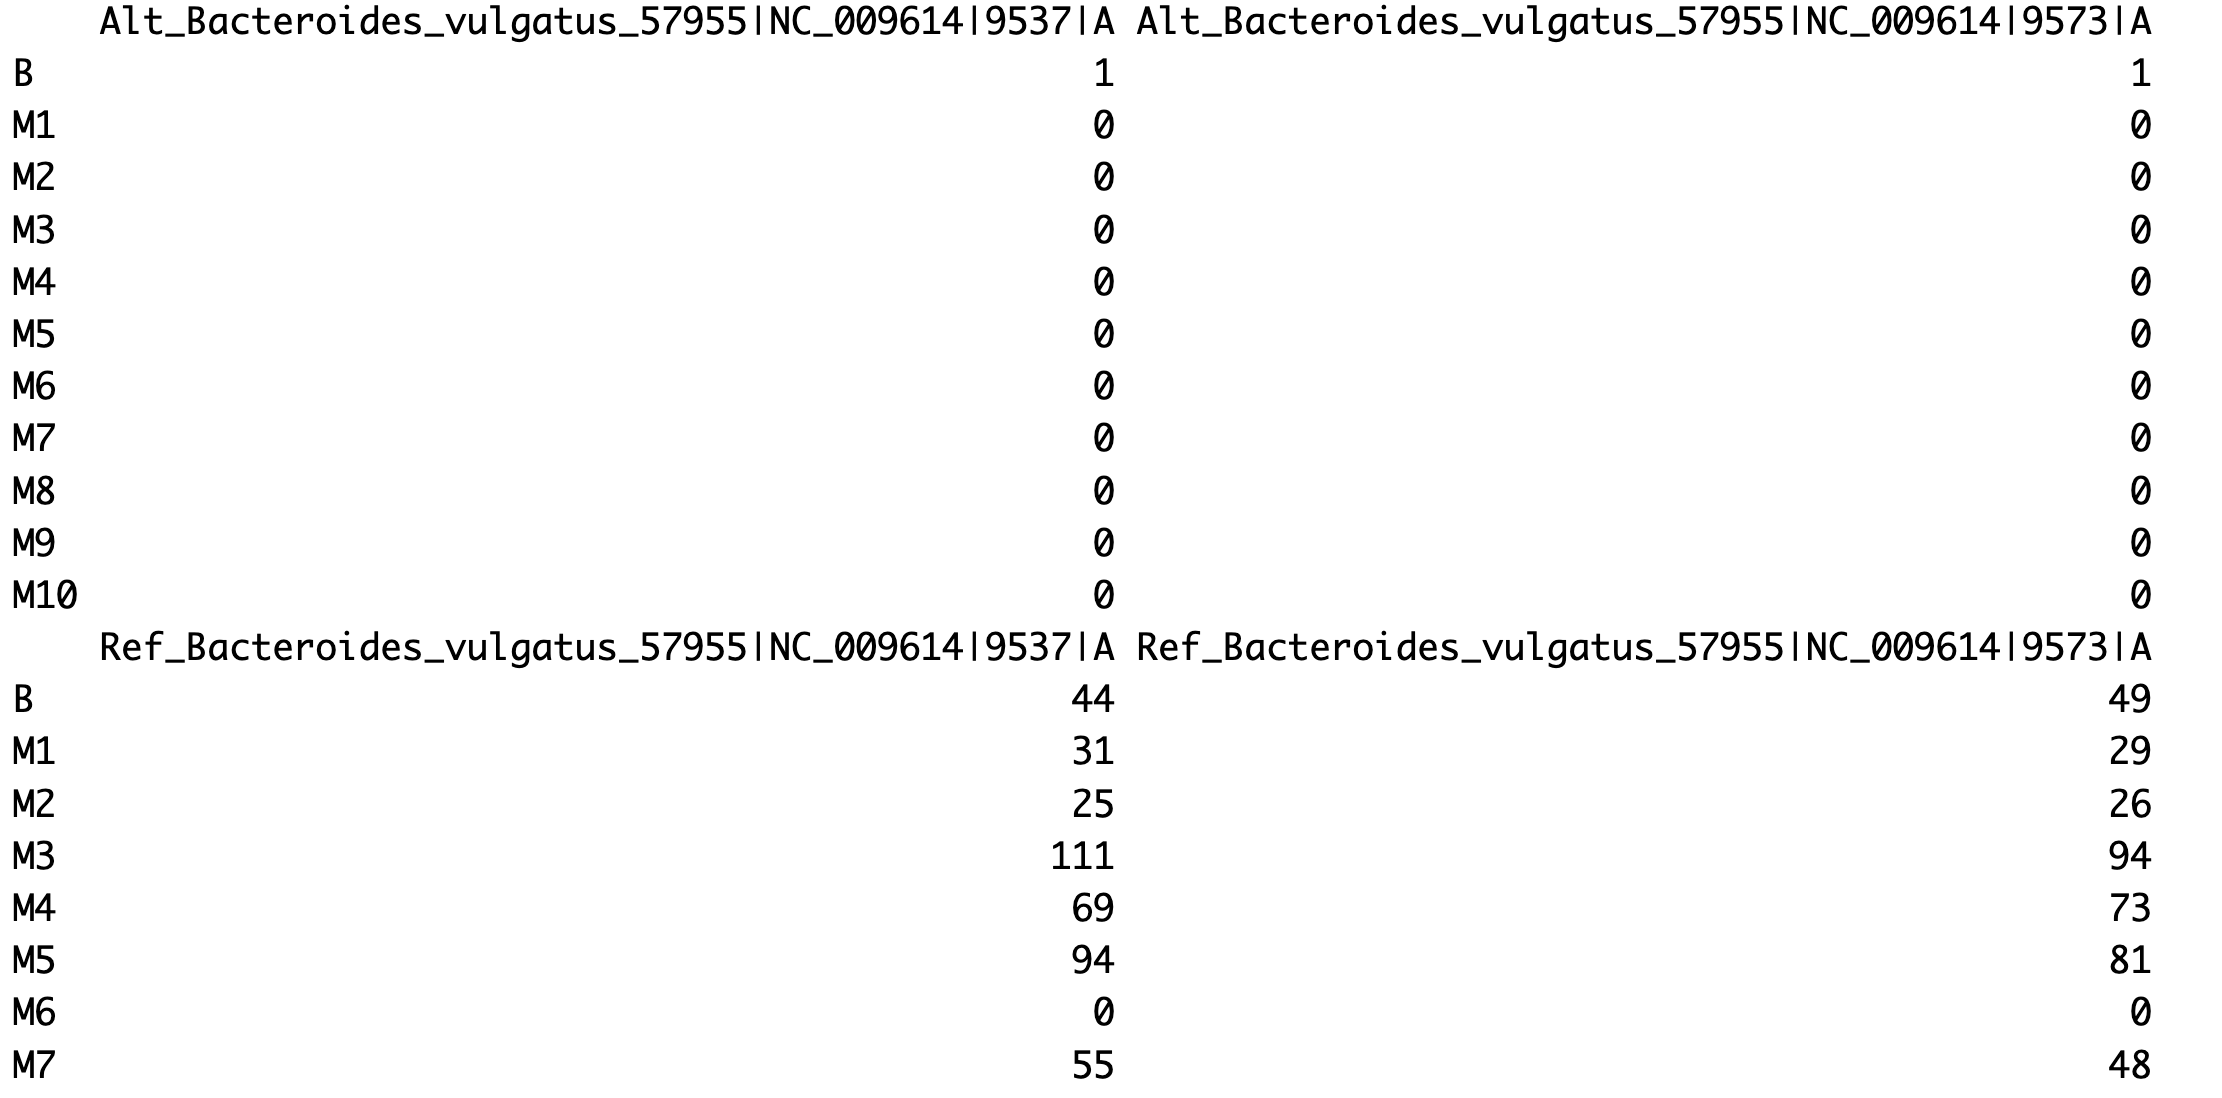 Alt_Bacteroides_vulgatus_57955|NC_009614|9537|A Alt_Bacteroides_vulgatus_57955|NC_009614|9573|A
B 1 1
M1 0 0
M2 0 0
M3 0 0
M4 0 0
M5 0 0
M6 0 0
M7 0 0
M8 0 0
M9 0 0
M10 0 0
Ref_Bacteroides_vulgatus_57955|NC_009614|9537|A Ref_Bacteroides_vulgatus_57955|NC_009614|9573|A
B 44 49
M1 31 29
M2 25 26
M3 111 94
M4 69 73
M5 94 81
M6 0 0
M7 55 48